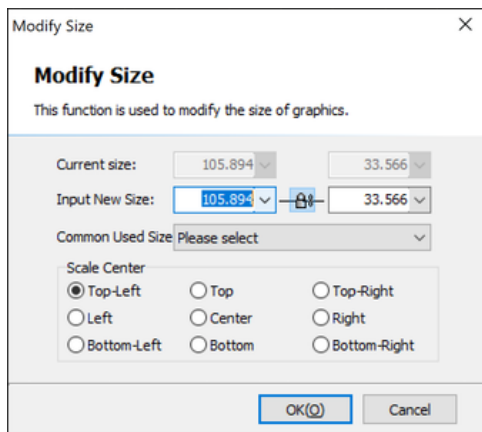 Modify Size
Modify Size
This function is used to modify the size of graphics.
Current size: 105.894 33.566
Input New Size: 105.894 33.566
Common Used Size Please select
Scale Center
Top-Left Top Top-Right
Left Center Right
Bottom-Left Bottom Bottom-Right
OK(O) Cancel